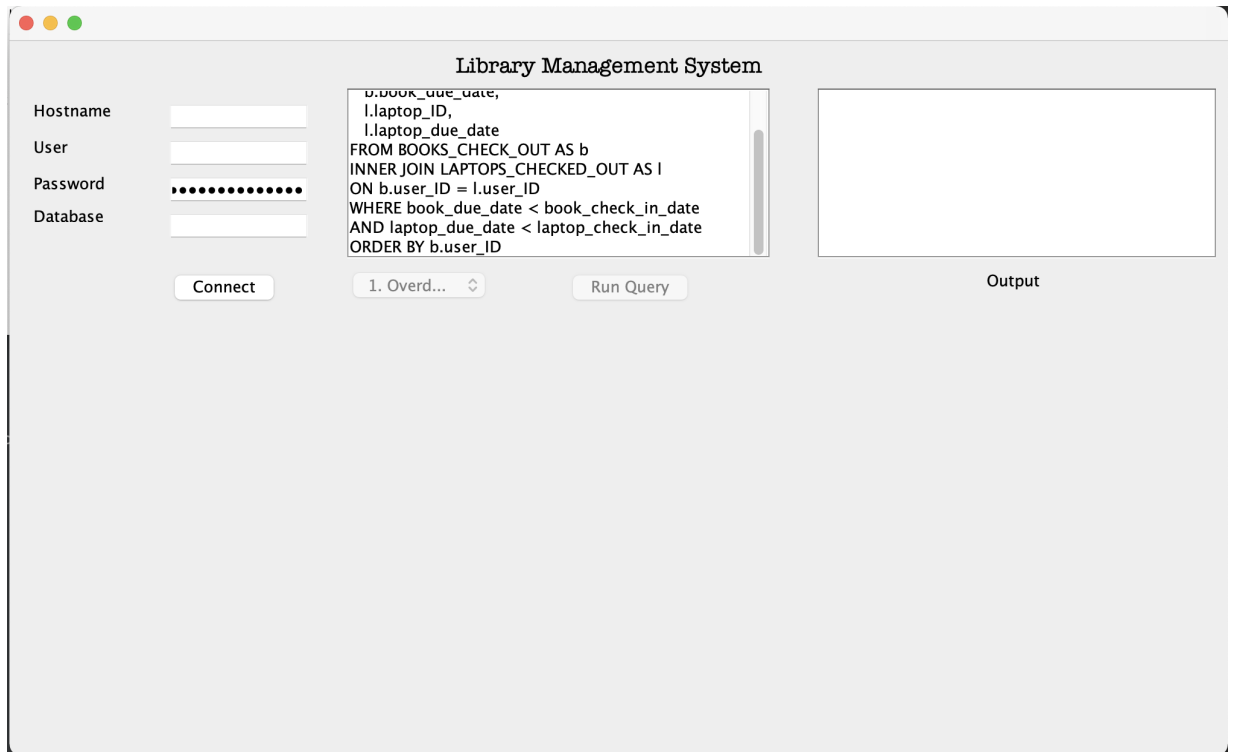 Library Management System
Hostname
User
Password
Database
Connect
b.book_due_date,
l.laptop_ID,
l.laptop_due_date
FROM BOOKS_CHECK_OUT AS b
INNER JOIN LAPTOPS_CHECKED_OUT AS l
ON b.user_ID = l.user_ID
WHERE book_due_date < book_check_in_date
AND laptop_due_date < laptop_check_in_date
ORDER BY b.user_ID
1. Overd...
Run Query
Output